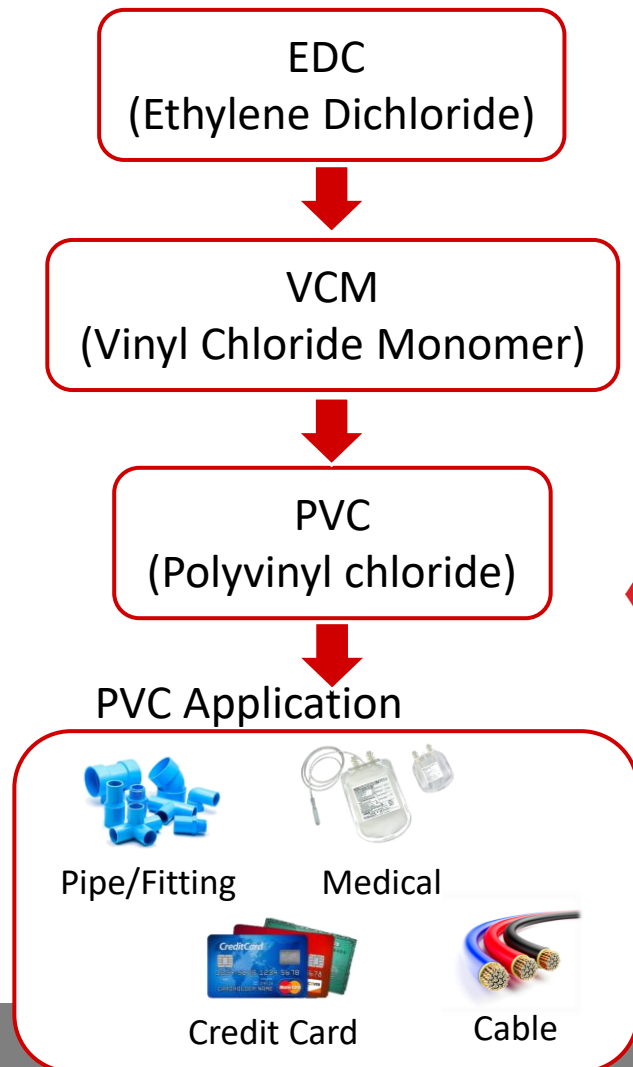 EDC
(Ethylene Dichloride)
VCM
(Vinyl Chloride Monomer)
PVC
(Polyvinyl chloride)
PVC Application
Pipe/Fitting
Medical
CreditCard
Credit Card
Cable